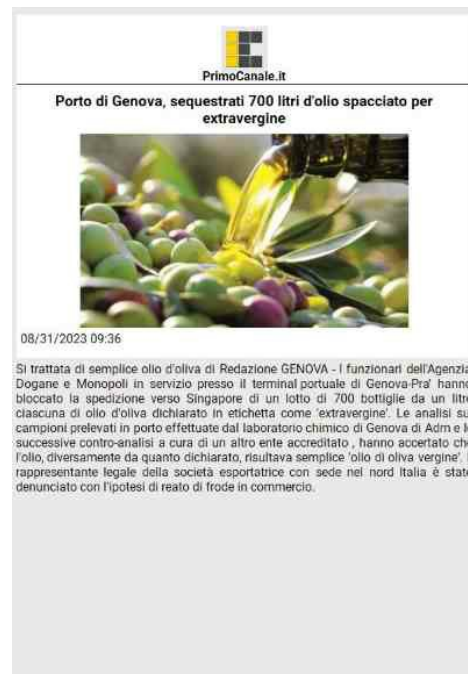 PrimoCanale.it
Porto di Genova, sequestrati 700 litri d'olio spacciato per
extravergine
08/31/2023 09:36
Si trattata di semplice olio d'oliva di Redazione GENOVA - I funzionari dell'Agenzia
Dogane e Monopoli in servizio presso il terminal portuale di Genova-Pra' hanno
bloccato la spedizione verso Singapore di un lotto di 700 bottiglie da un litro
ciascuna di olio d'oliva dichiarato in etichetta come 'extravergine'. Le analisi su
campioni prelevati in porto effettuate dal laboratorio chimico di Genova di Adm e le
successive contro-analisi a cura di un altro ente accreditato , hanno accertato che
l'olio, diversamente da quanto dichiarato, risultava semplice 'olio di oliva vergine'.
rappresentante legale della società esportatrice con sede nel nord Italia è stato
denunciato con l'ipotesi di reato di frode in commercio.